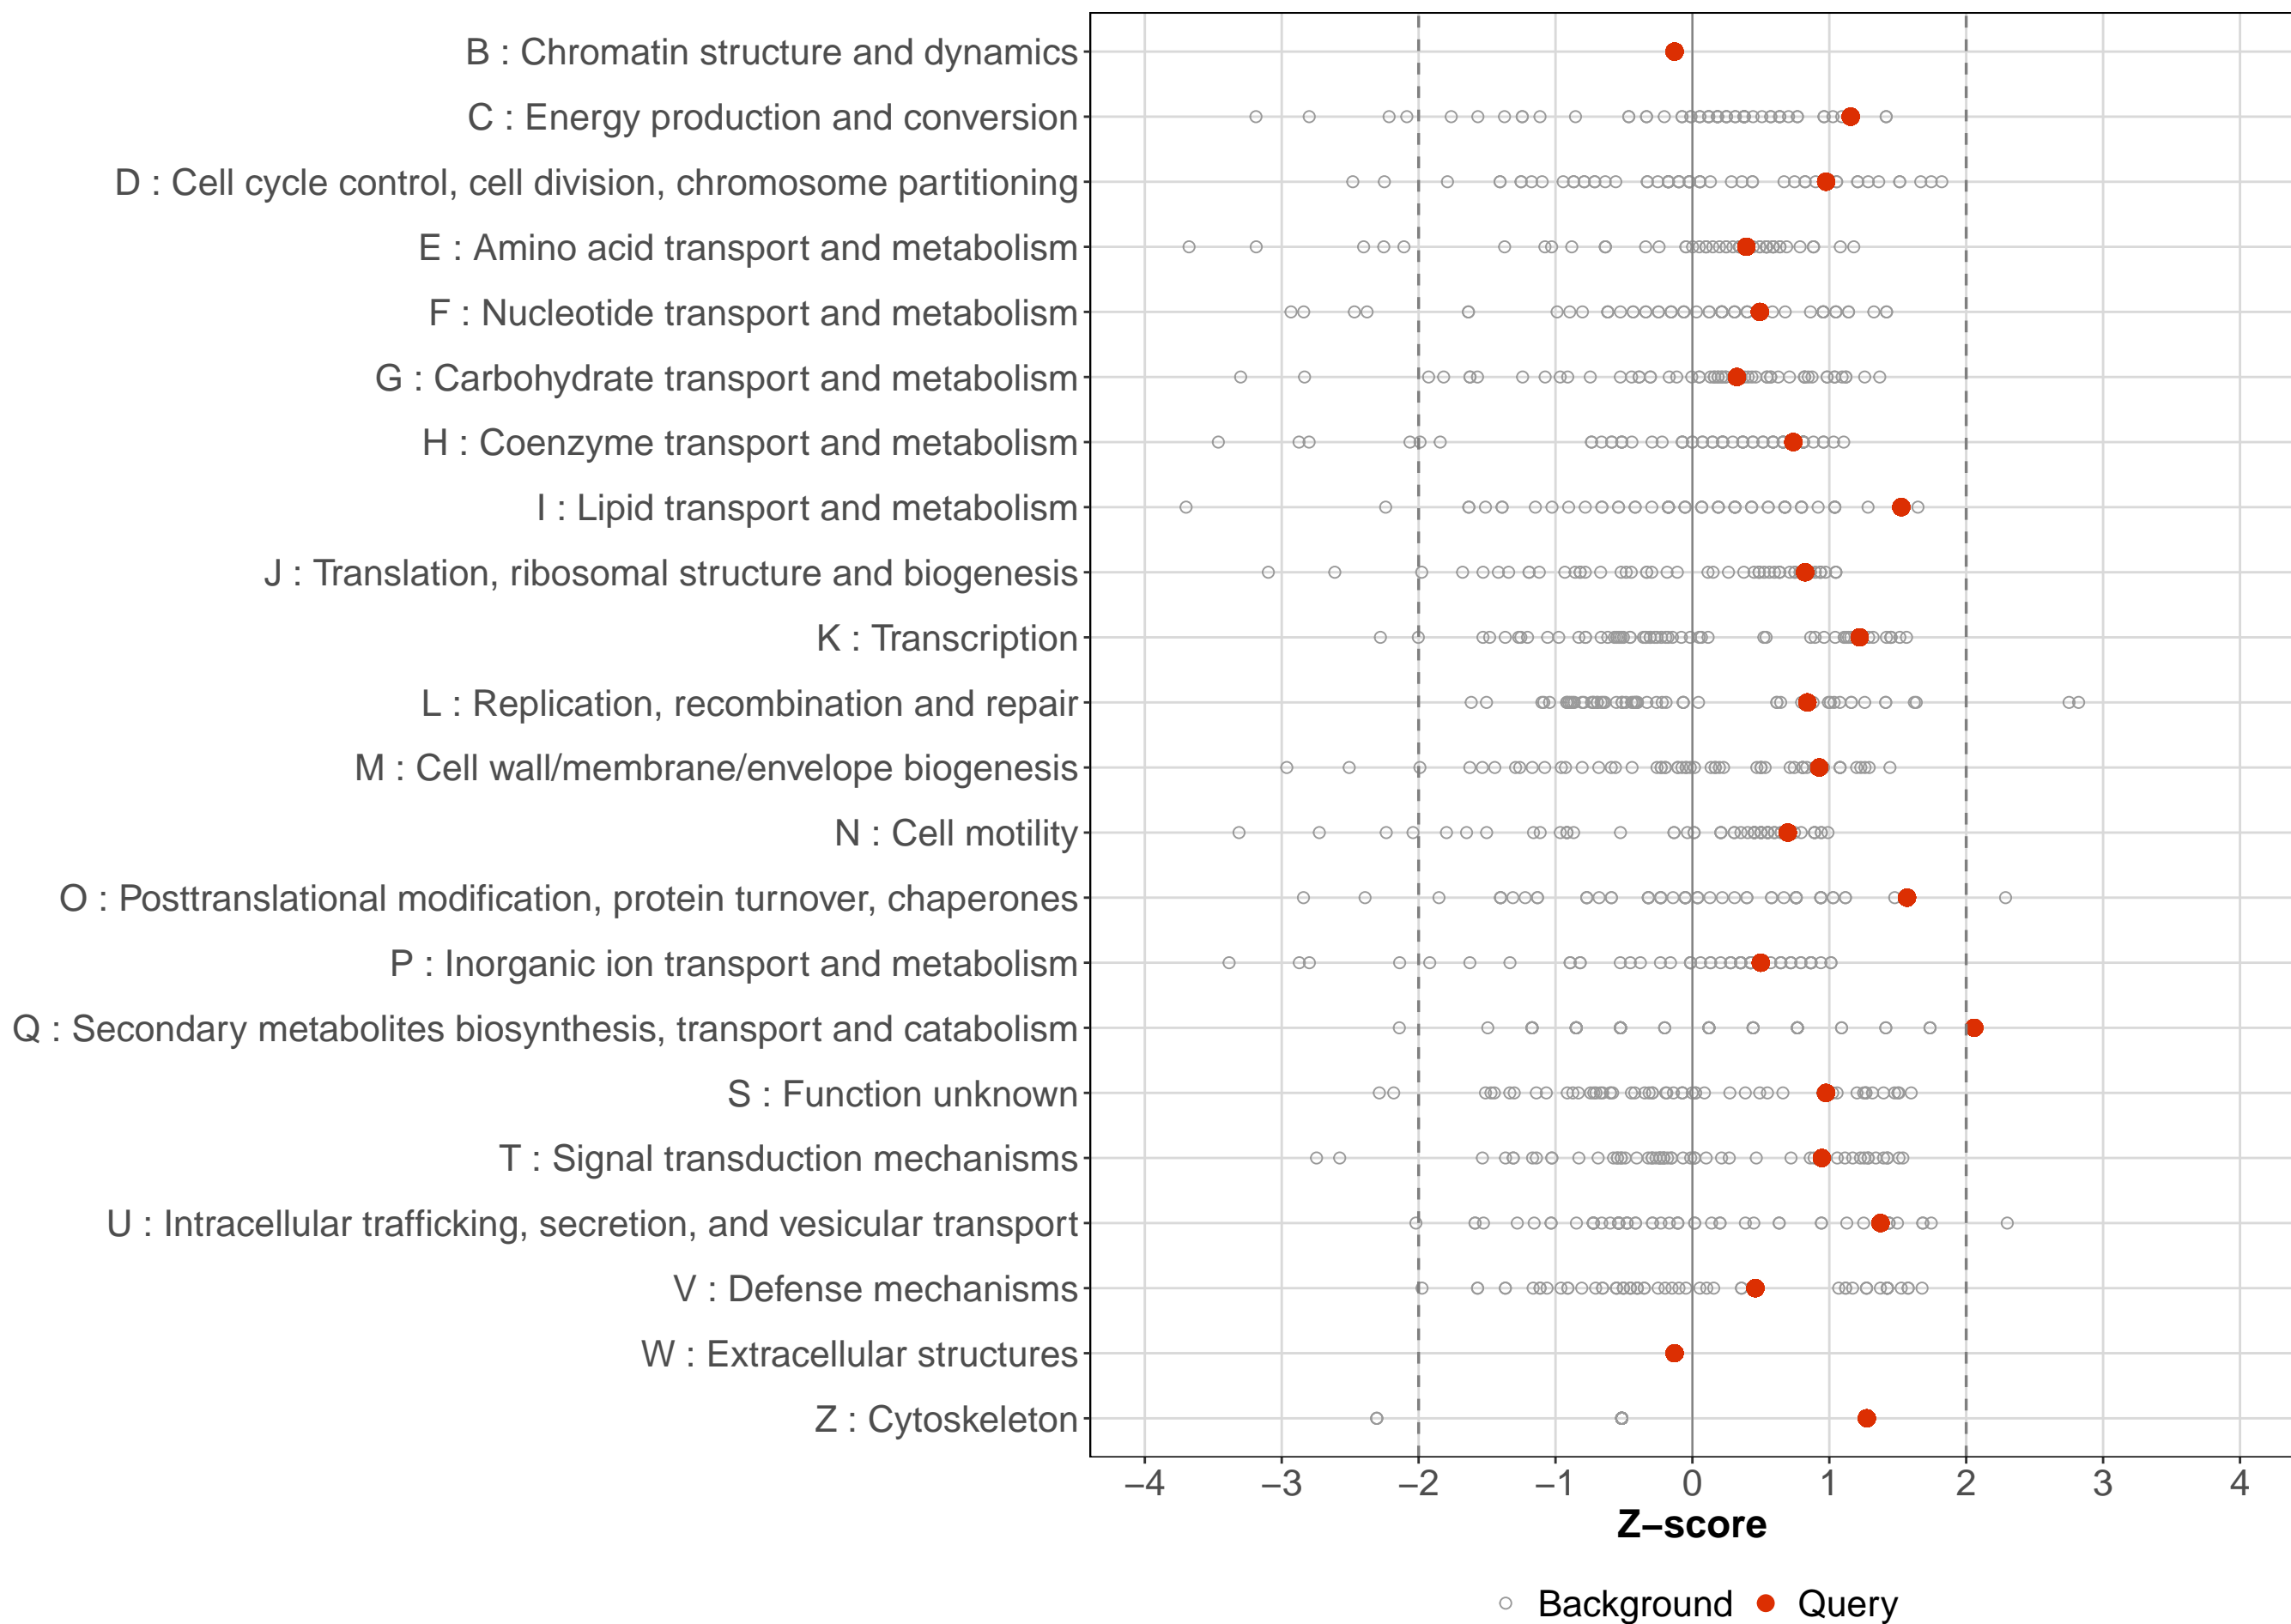 B : Chromatin structure and dynamics
C : Energy production and conversion
D : Cell cycle control, cell division, chromosome partitioning
E : Amino acid transport and metabolism
F : Nucleotide transport and metabolism
G : Carbohydrate transport and metabolism
H : Coenzyme transport and metabolism
I : Lipid transport and metabolism
J : Translation, ribosomal structure and biogenesis
K : Transcription
L : Replication, recombination and repair
M : Cell wall/membrane/envelope biogenesis
N : Cell motility
O : Posttranslational modification, protein turnover, chaperones
P : Inorganic ion transport and metabolism
Q : Secondary metabolites biosynthesis, transport and catabolism
S : Function unknown
T : Signal transduction mechanisms
U : Intracellular trafficking, secretion, and vesicular transport
V : Defense mechanisms
W : Extracellular structures
Z : Cytoskeleton
−4 −3 −2 −1 0 1 2 3 4
Z−score
Background Query